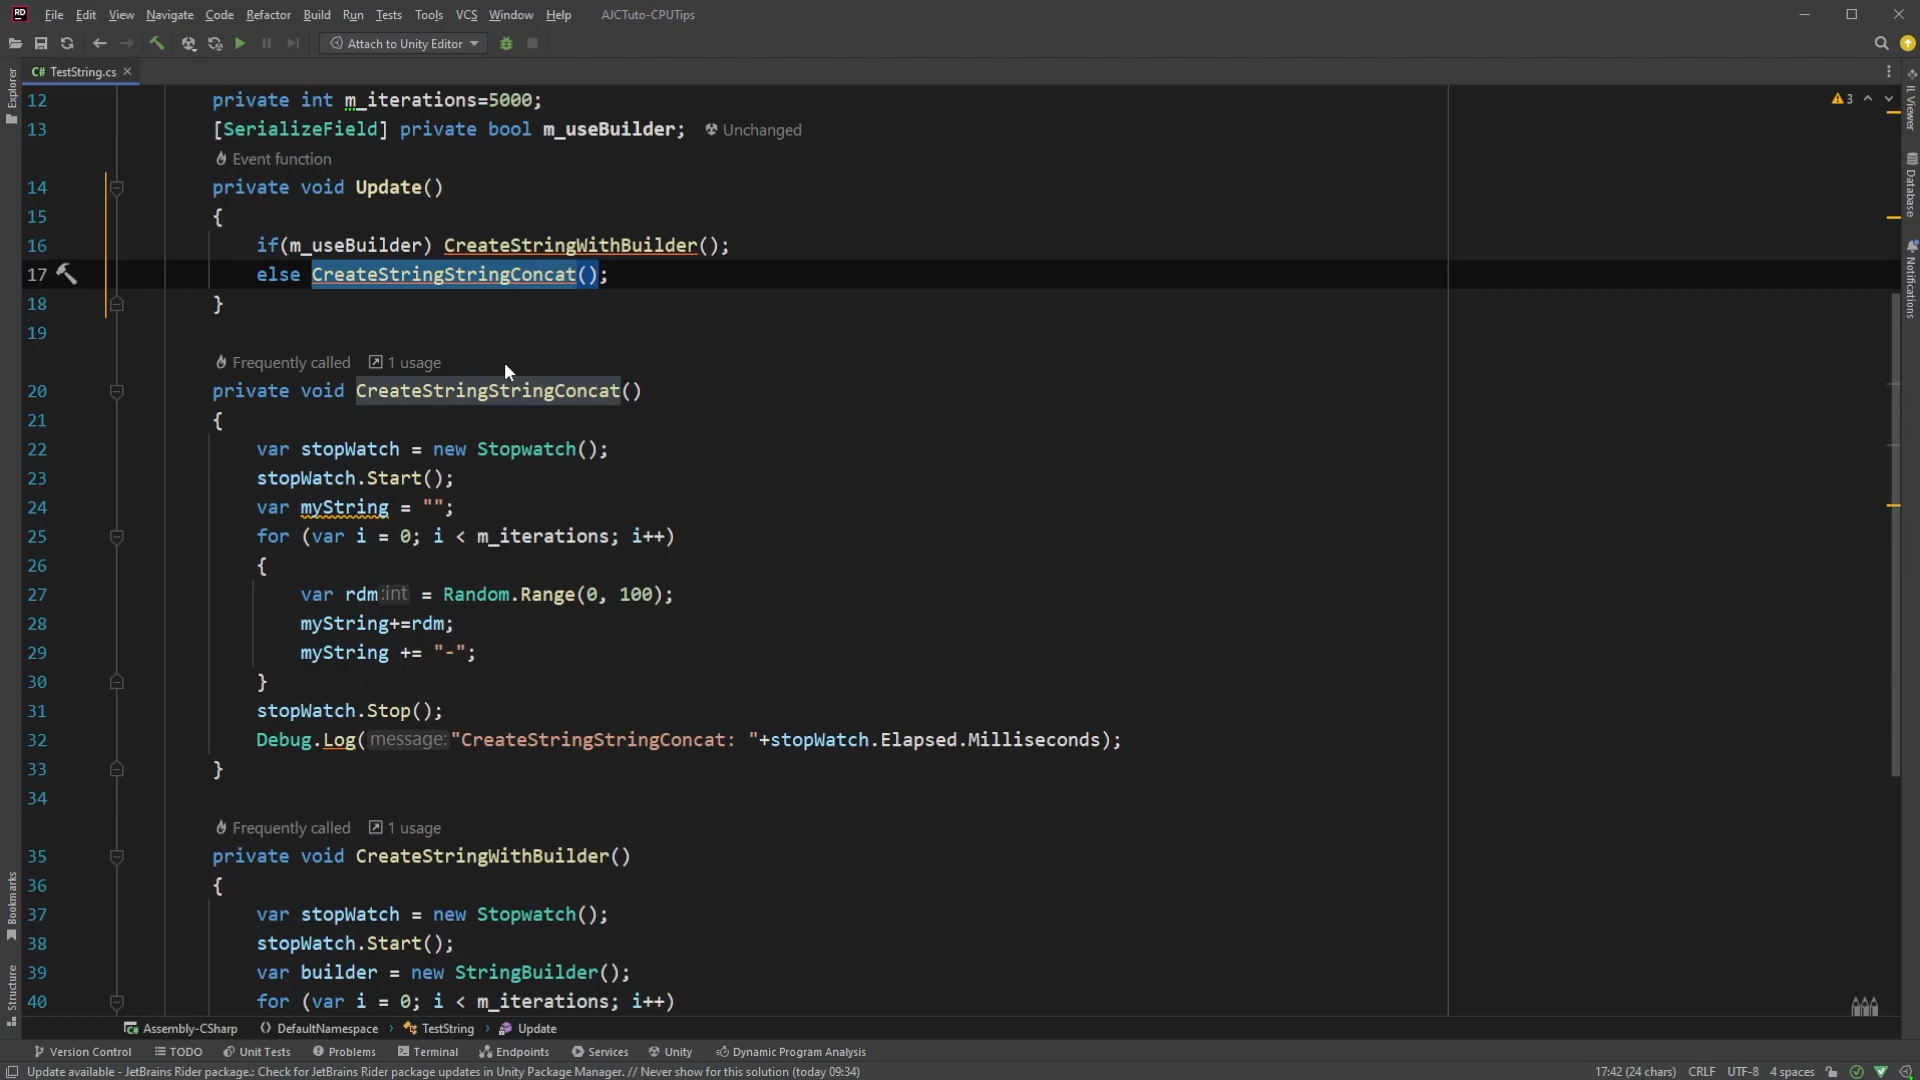 RD File Edit View Navigate Code Refactor Build Run Tests Tools VCS Window Help AJCTuto-CPUTips
Attach to Unity Editor
Explorer
C# TestString.cs ×
3
12 private int m_iterations=5000;
13 [SerializeField] private bool m_useBuilder; Unchanged
Event function
14 private void Update()
15 {
16 if(m_useBuilder) CreateStringWithBuilder();
17 else CreateStringStringConcat();
18 }
19
Frequently called 1 usage
20 private void CreateStringStringConcat()
21 {
22 var stopWatch = new Stopwatch();
23 stopWatch.Start();
24 var myString = "";
25 for (var i = 0; i < m_iterations; i++)
26 {
27 var rdm:int = Random.Range(0, 100);
28 myString+=rdm;
29 myString += "-";
30 }
31 stopWatch.Stop();
32 Debug.Log(message:"CreateStringStringConcat: "+stopWatch.Elapsed.Milliseconds);
33 }
34
Frequently called 1 usage
35 private void CreateStringWithBuilder()
36 {
37 var stopWatch = new Stopwatch();
38 stopWatch.Start();
39 var builder = new StringBuilder();
40 for (var i = 0; i < m_iterations; i++)
IL Viewer
Database
Notifications
Bookmarks
Structure
C# Assembly-CSharp DefaultNamespace TestString Update
Version Control TODO Unit Tests Problems Terminal Endpoints Services Unity Dynamic Program Analysis
Update available - JetBrains Rider package.: Check for JetBrains Rider package updates in Unity Package Manager. // Never show for this solution (today 09:34) 17:42 (24 chars) CRLF UTF-8 4 spaces